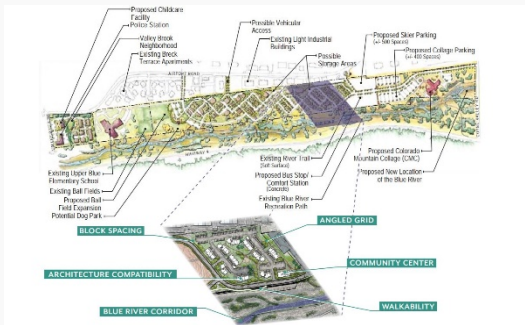 Proposed Childcare
Facility
Police Station
Valley Brook
Neighborhood
Existing Breck
Terrace Apartments
AIRPORT ROAD
Possible Vehicular
Access
Existing Light Industrial
Buildings
Possible
Storage Areas
Proposed Skier Parking
(+/- 500 Spaces)
Proposed College Parking
(+/- 400 Spaces)
Existing Upper Blue
Elementary School
Existing Ball Fields
Proposed Ball
Field Expansion
Potential Dog Park
Existing River Trail
(Soft Surface)
Proposed Bus Stop/
Comfort Station
(Concrete)
Existing Blue River
Recreation Path
Proposed Colorado
Mountain Collage (CMC)
Proposed New Location
of the Blue River
BLOCK SPACING
ANGLED GRID
ARCHITECTURE COMPATIBILITY
COMMUNITY CENTER
BLUE RIVER CORRIDOR
WALKABILITY